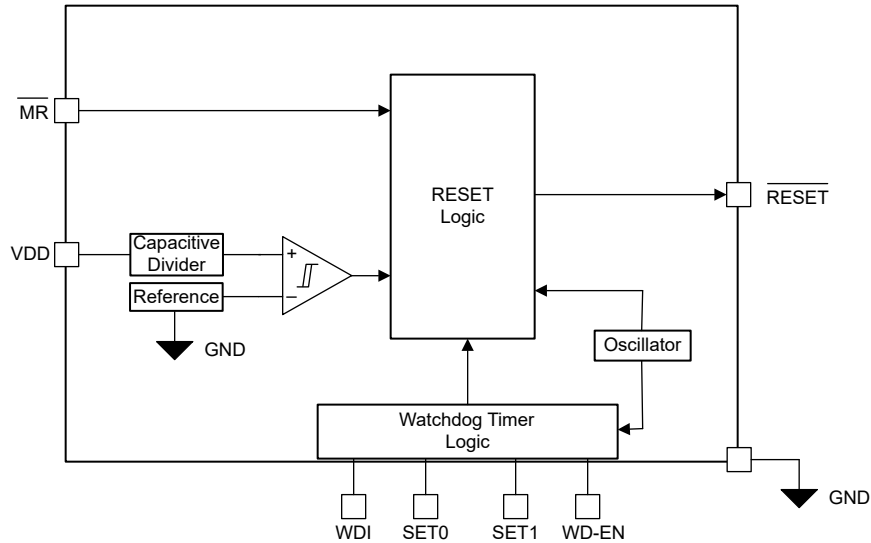 MR
RESET
Logic
RESET
VDD
Capacitive
Divider
+
Reference
−
GND
Oscillator
Watchdog Timer
Logic
GND
WDI
SET0
SET1
WD-EN